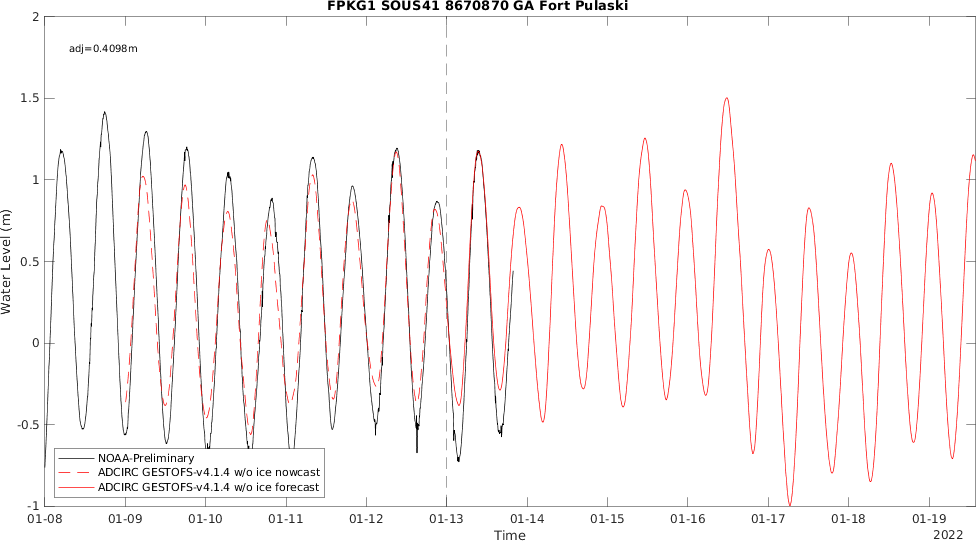 FPKG1 SOUS41 8670870 GA Fort Pulaski
adj=0.4098m
2
1.5
1
0.5
0
-0.5
-1
Water Level (m)
NOAA-Preliminary
ADCIRC GESTOFS-v4.1.4 w/o ice nowcast
ADCIRC GESTOFS-v4.1.4 w/o ice forecast
01-08 01-09 01-10 01-11 01-12 01-13 01-14 01-15 01-16 01-17 01-18 01-19
Time
2022